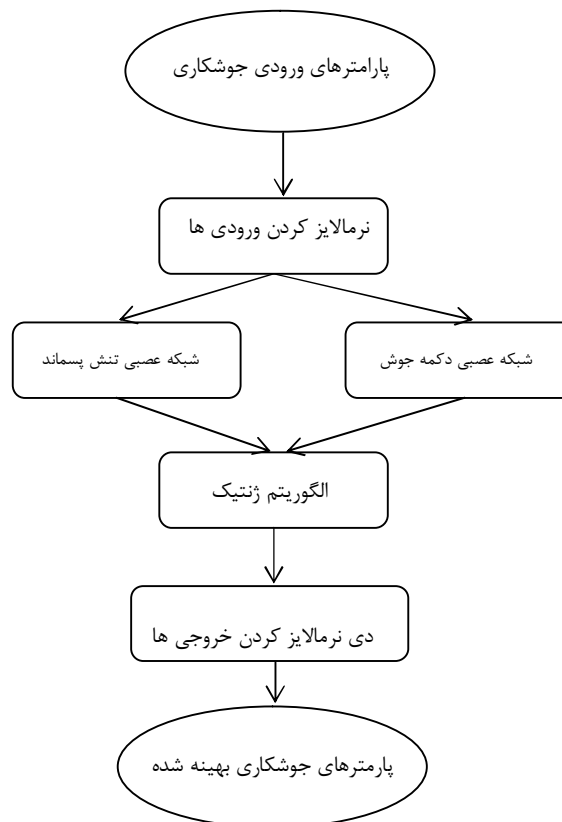 پارامترهای ورودی جوشکاری
نرمالایز کردن ورودی ها
شبکه عصبی دکمه جوش
شبکه عصبی تنش پسماند
الگوریتم ژنتیک
دی نرمالایز کردن خروجی ها
پارمترهای جوشکاری بهینه شده